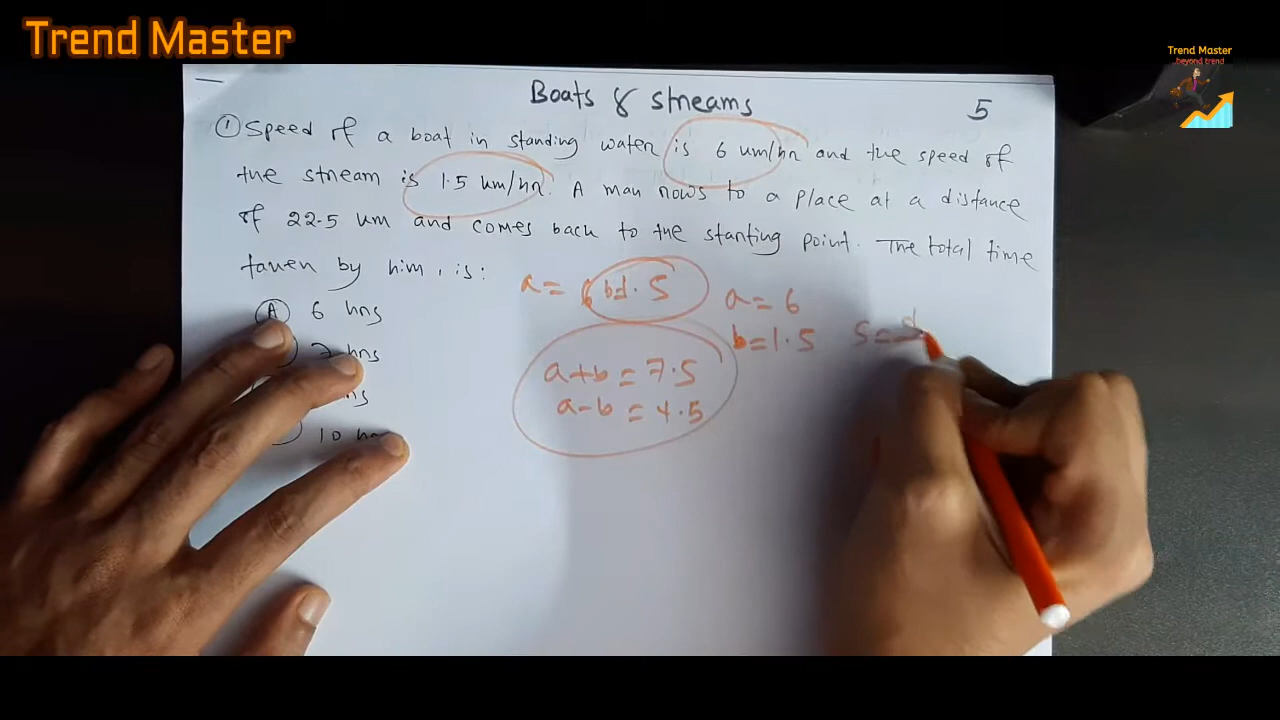 Trend Master
Trend Master
beyond trend
Boats & streams 5
① Speed of a boat in standing water is 6 km/hr and the speed of
the stream is 1.5 km/hr. A man rows to a place at a distance
of 22.5 km and comes back to the starting point. The total time
taken by him, is:
(A) 6 hrs
hrs
10
a =
a = 6
b = 1.5
S =
a+b = 7.5
a-b = 4.5